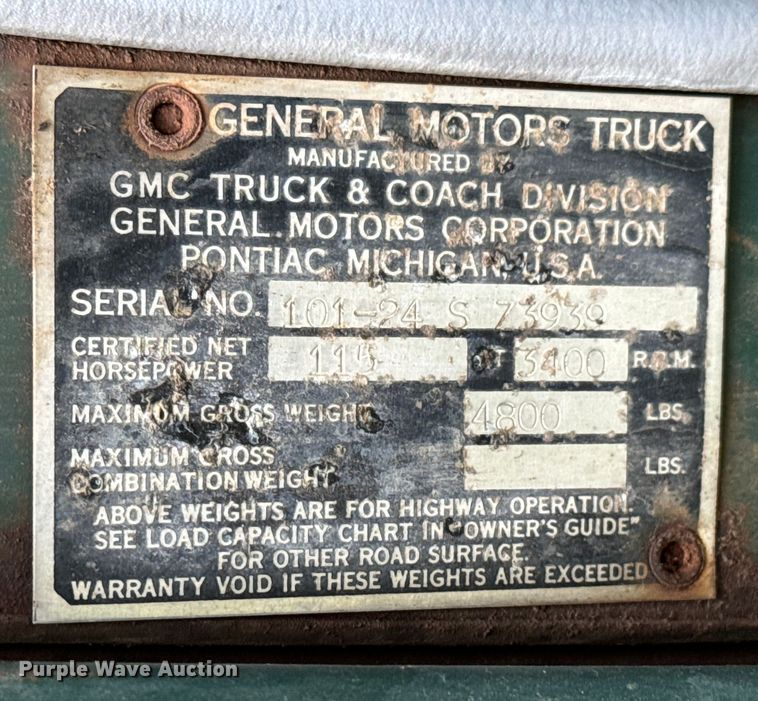 GENERAL MOTORS TRUCK
MANUFACTURED BY
GMC TRUCK & COACH DIVISION
GENERAL MOTORS CORPORATION
PONTIAC MICHIGAN, U.S.A.
SERIAL NO. 101-24 S Z3939
CERTIFIED NET HORSEPOWER 115 AT 3400 R.P.M.
MAXIMUM GROSS WEIGHT 4800 LBS.
MAXIMUM GROSS COMBINATION WEIGHT LBS.
ABOVE WEIGHTS ARE FOR HIGHWAY OPERATION.
SEE LOAD CAPACITY CHART IN "OWNER'S GUIDE"
FOR OTHER ROAD SURFACE.
WARRANTY VOID IF THESE WEIGHTS ARE EXCEEDED
Purple Wave Auction